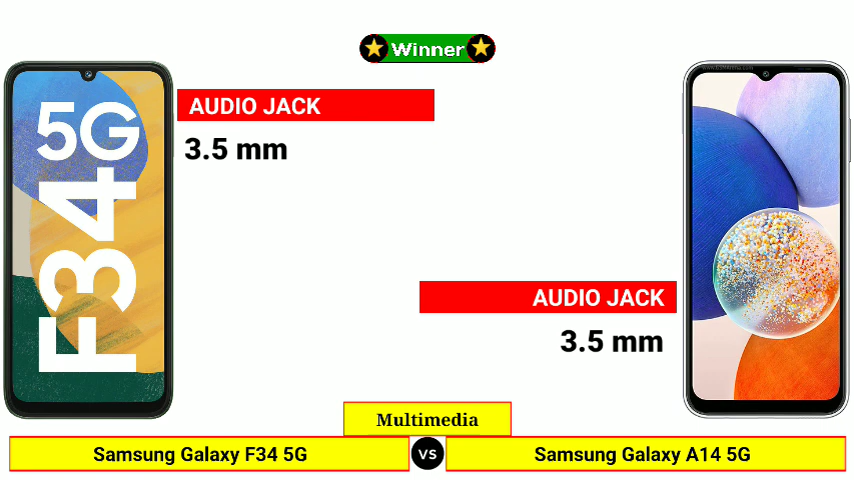 Winner
AUDIO JACK
3.5 mm
5G
F34
AUDIO JACK
3.5 mm
Multimedia
Samsung Galaxy F34 5G
VS
Samsung Galaxy A14 5G